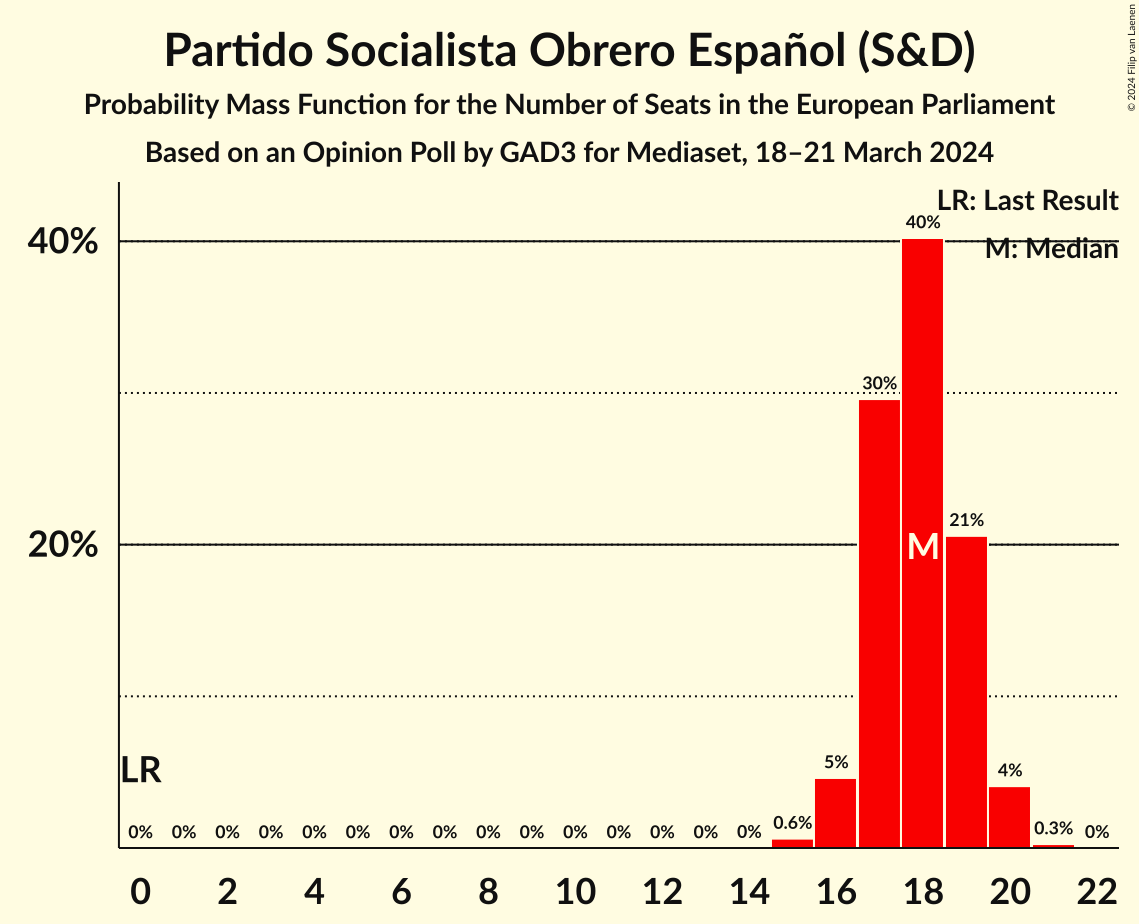 Partido Socialista Obrero Español (S&D)
Probability Mass Function for the Number of Seats in the European Parliament
Based on an Opinion Poll by GAD3 for Mediaset, 18–21 March 2024
© 2024 Filip van Laenen
LR: Last Result
M: Median
40%
20%
LR
M
0% 0% 0% 0% 0% 0% 0% 0% 0% 0% 0% 0% 0% 0% 0% 0.6% 5% 30% 40% 21% 4% 0.3% 0%
0 2 4 6 8 10 12 14 16 18 20 22